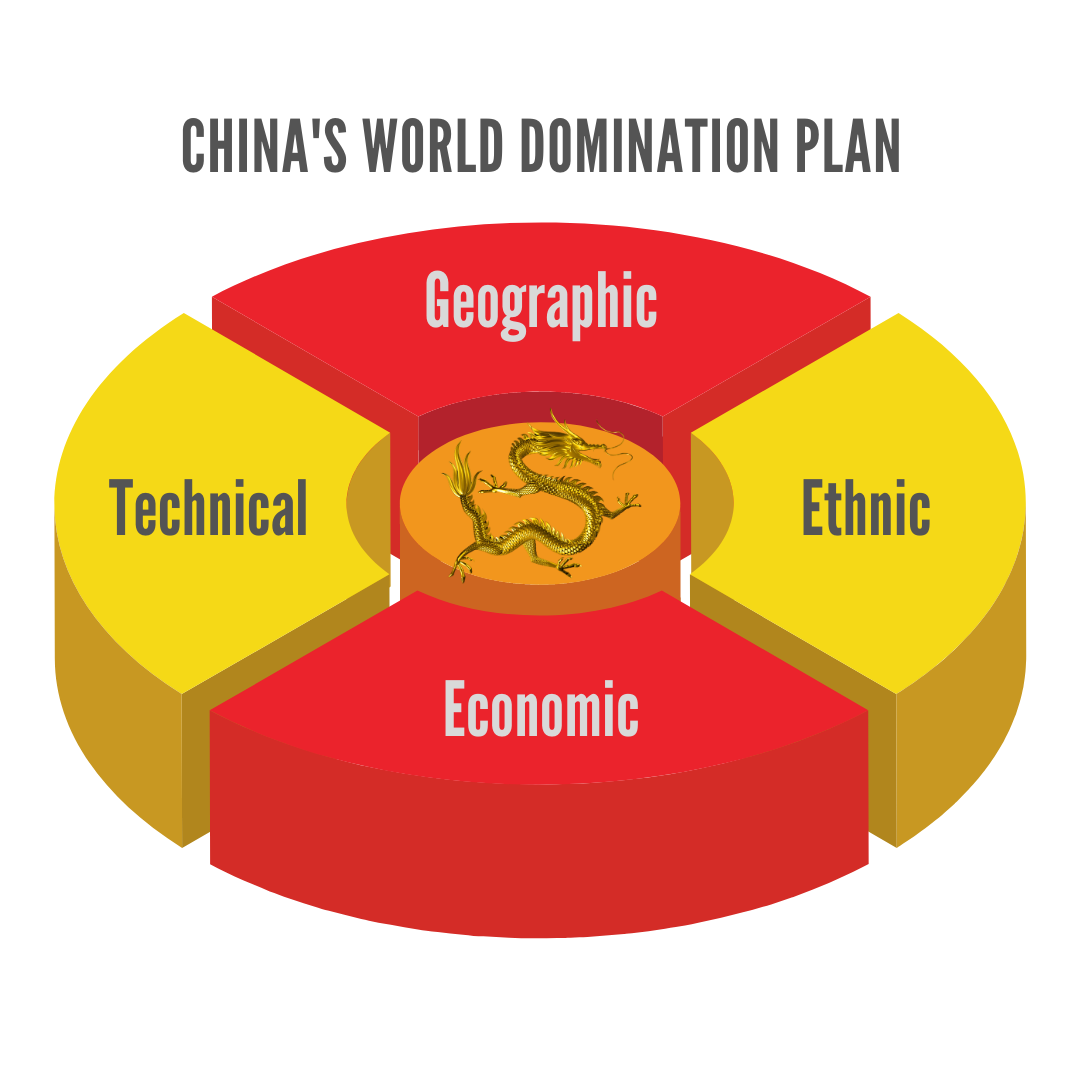 CHINA'S WORLD DOMINATION PLAN
Geographic
Technical
Ethnic
Economic